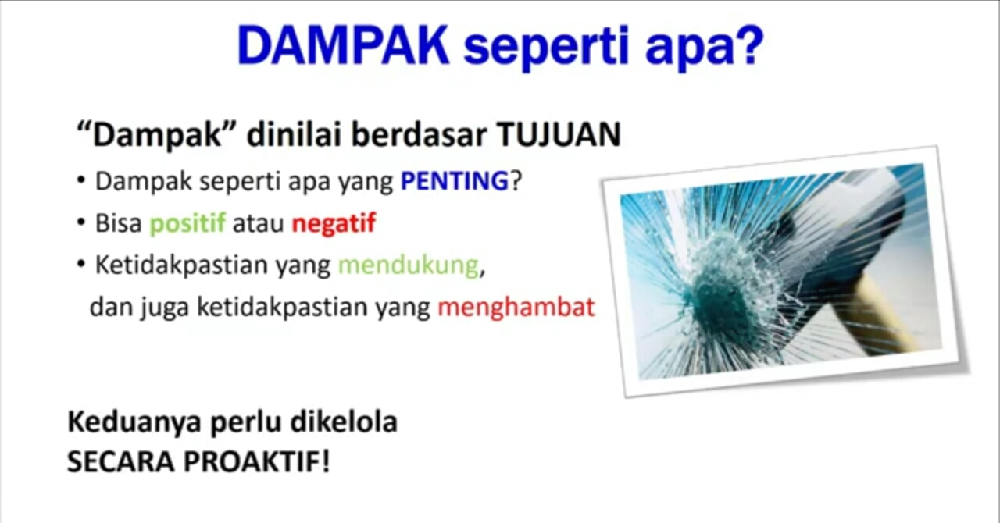 DAMPAK seperti apa?
“Dampak” dinilai berdasar TUJUAN
• Dampak seperti apa yang PENTING?
• Bisa positif atau negatif
• Ketidakpastian yang mendukung,
dan juga ketidakpastian yang menghambat
Keduanya perlu dikelola
SECARA PROAKTIF!